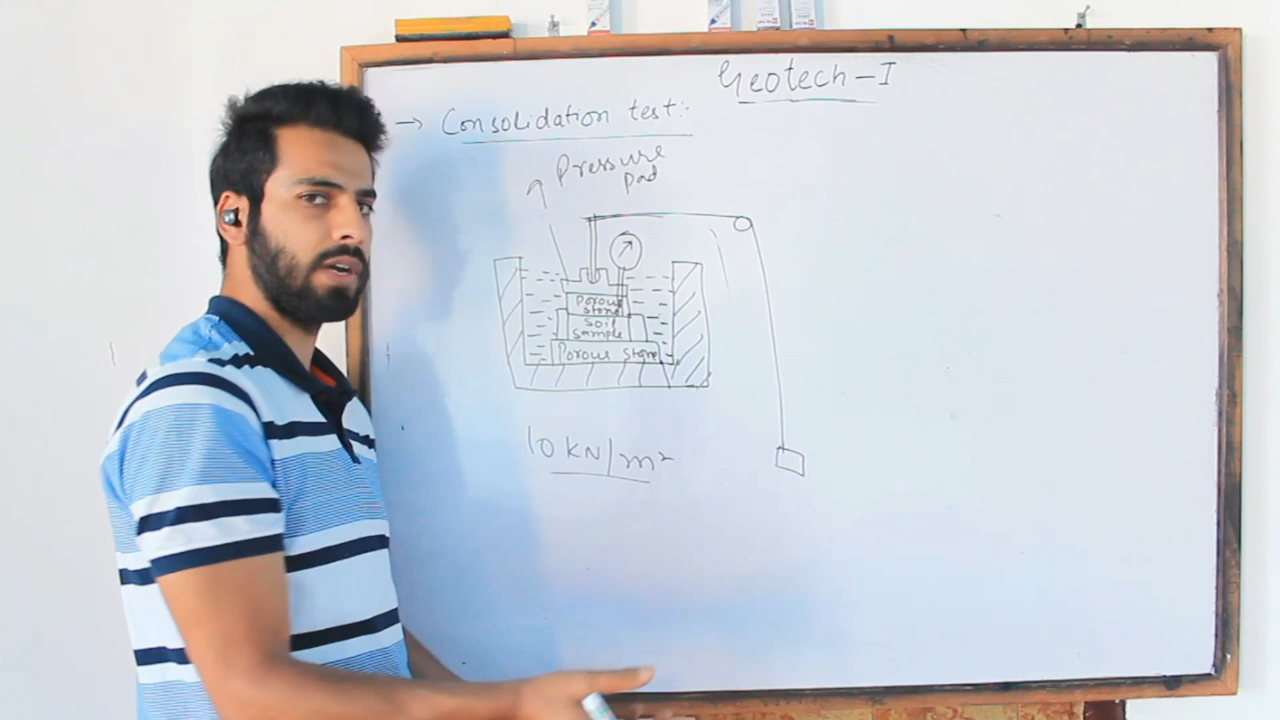 Geotech-I
→ Consolidation test:-
Pressure
pad
Porous
stone
Soil
sample
Porous stone
10 KN/m²